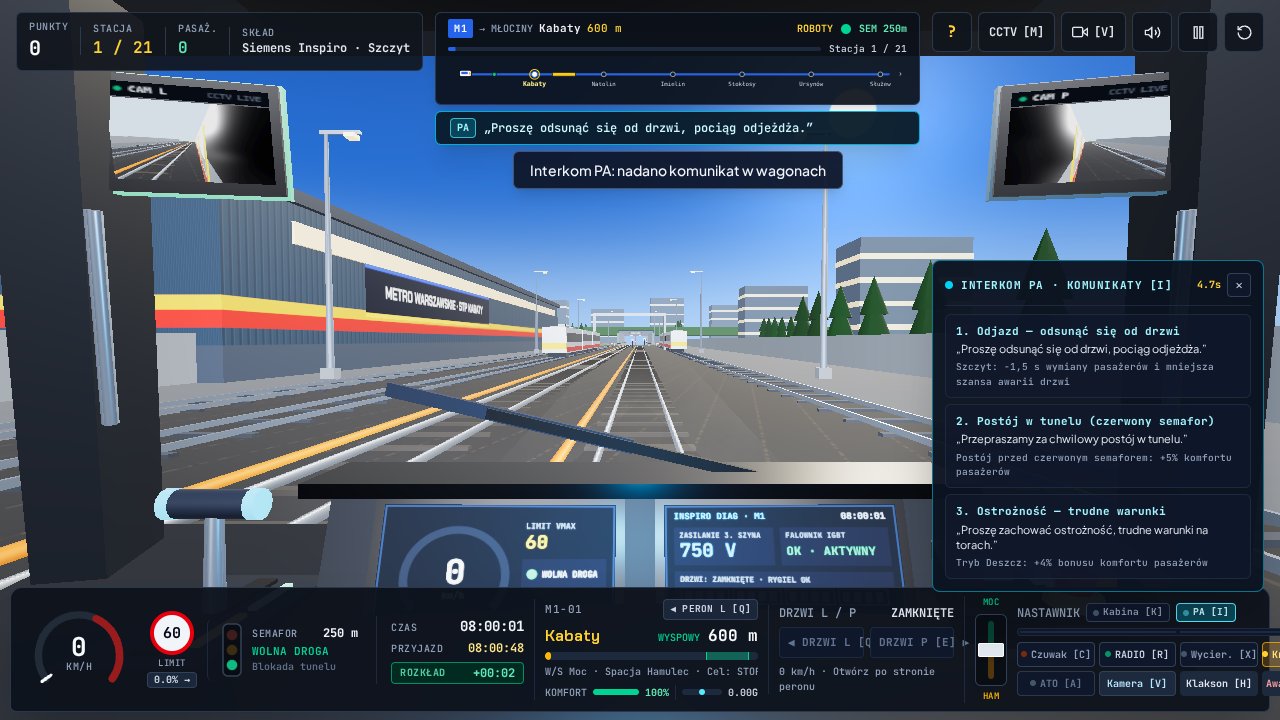 PUNKTY
0
STACJA
1 / 21
PASAŻ.
0
SKŁAD
Siemens Inspiro · Szczyt
M1 → MŁOCINY Kabaty 600 m
ROBOTY SEM 250m
Stacja 1 / 21
Kabaty Natolin Imielin Stokłosy Ursynów Służew
PA „Proszę odsunąć się od drzwi, pociąg odjeżdża.”
Interkom PA: nadano komunikat w wagonach
?
CCTV [M]
[V]
CAM L CCTV LIVE
CAM P CCTV LIVE
METRO WARSZAWSKIE · STP KABATY
INTERKOM PA · KOMUNIKATY [I] 4.7s ×
1. Odjazd — odsunąć się od drzwi
„Proszę odsunąć się od drzwi, pociąg odjeżdża.”
Szczyt: -1,5 s wymiany pasażerów i mniejsza
szansa awarii drzwi
2. Postój w tunelu (czerwony semafor)
„Przepraszamy za chwilowy postój w tunelu.”
Postój przed czerwonym semaforem: +5% komfortu
pasażerów
3. Ostrożność — trudne warunki
„Proszę zachować ostrożność, trudne warunki na
torach.”
Tryb Deszcz: +4% bonusu komfortu pasażerów
0
km/h
LIMIT VMAX
60
WOLNA DROGA
INSPIRO DIAG · M1 08:00:01
ZASILANIE 3. SZYNA
750 V
FALOWNIK IGBT
OK · AKTYWNY
DRZWI: ZAMKNIĘTE · RYGIEL OK
0
KM/H
60
LIMIT
0.0% →
SEMAFOR 250 m
WOLNA DROGA
Blokada tunelu
CZAS 08:00:01
PRZYJAZD 08:00:48
ROZKŁAD +00:02
M1-01 ◄ PERON L [Q]
Kabaty WYSPOWY 600 m
W/S Moc · Spacja Hamulec · Cel: STOP
KOMFORT 100% 0.00G
DRZWI L / P ZAMKNIĘTE
◄ DRZWI L [Q DRZWI P [E] ►
0 km/h · Otwórz po stronie
peronu
MOC
HAM
NASTAWNIK Kabina [K] PA [I]
Czuwak [C] RADIO [R] Wycier. [X]
ATO [A] Kamera [V] Klakson [H]